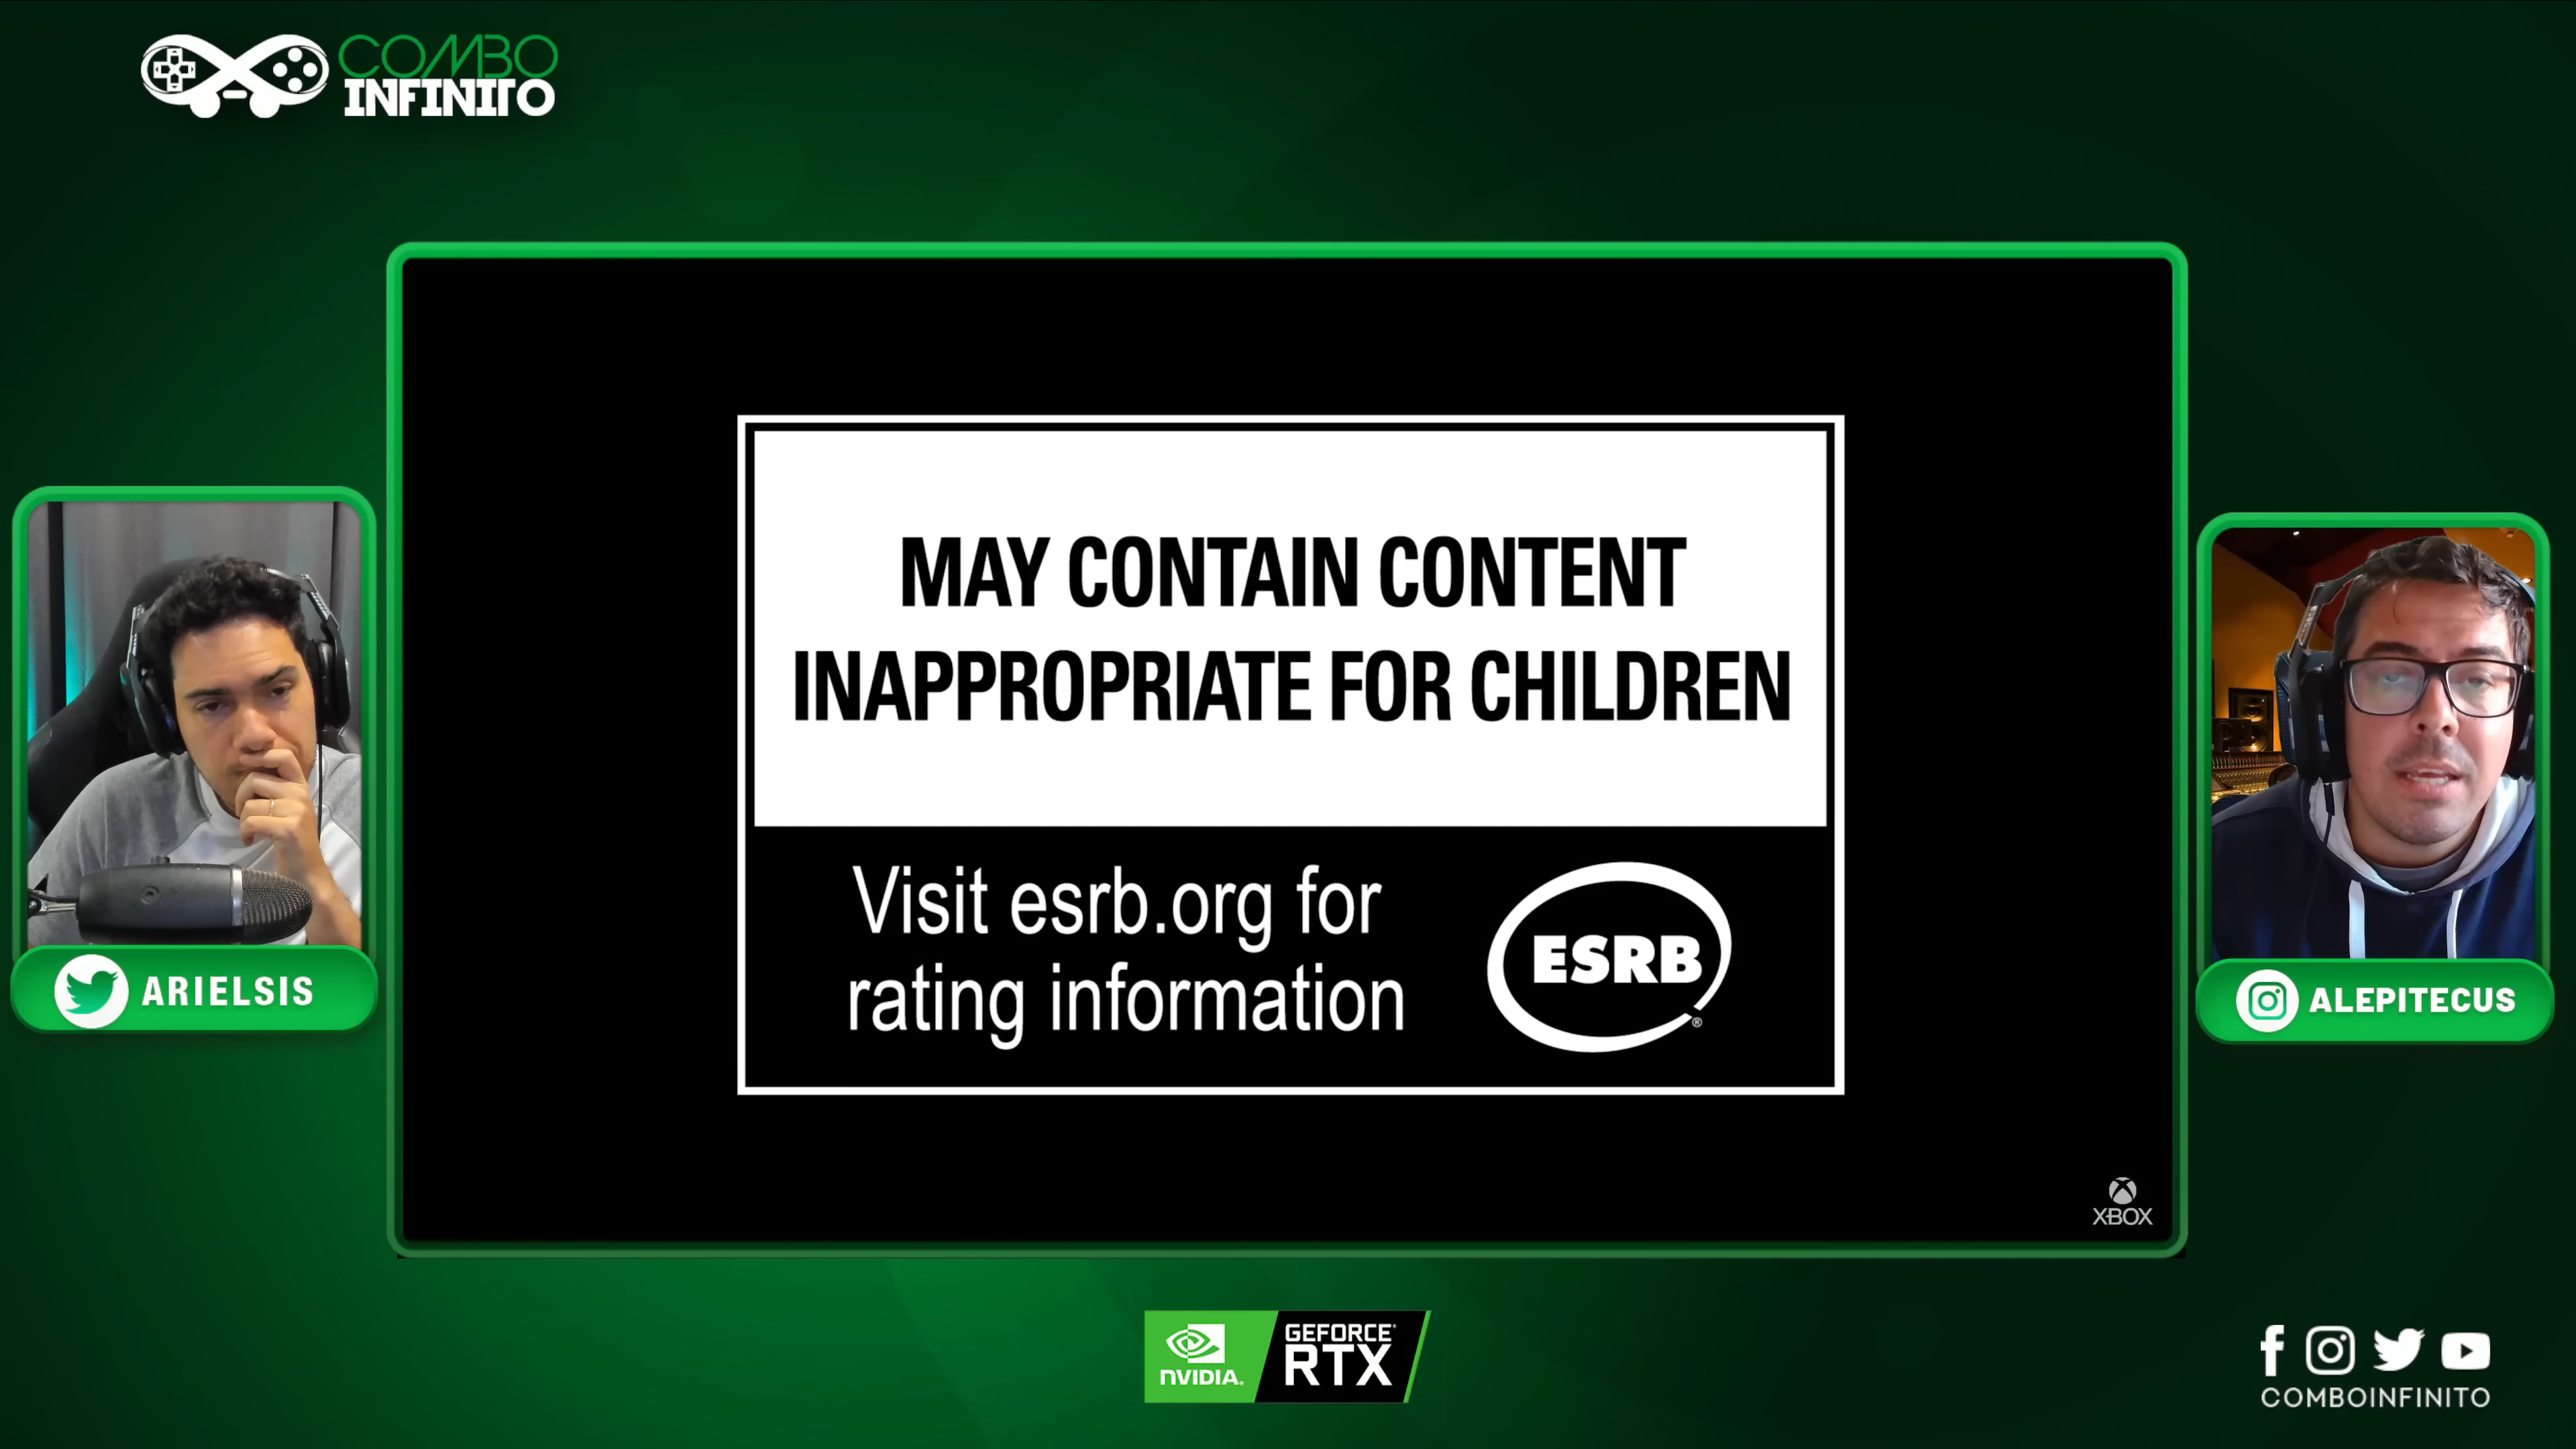 COMBO
INFINITO
MAY CONTAIN CONTENT
INAPPROPRIATE FOR CHILDREN
Visit esrb.org for
rating information
ESRB
®
XBOX
ARIELSIS
ALEPITECUS
NVIDIA.
GEFORCE
RTX
COMBOINFINITO